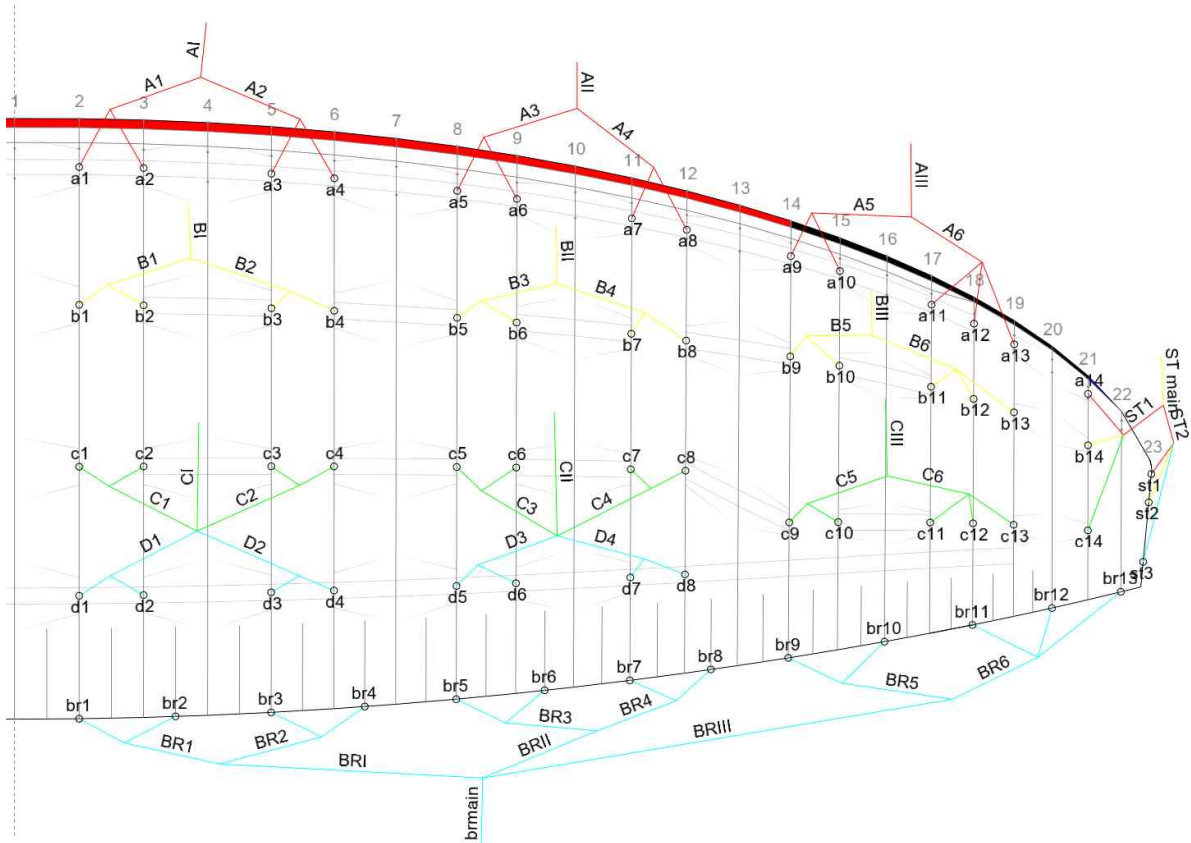 AI
A1
A2
1
2
3
4
5
6
7
a1
a2
a3
a4
AII
A3
A4
8
9
10
11
12
13
a5
a6
a7
a8
AIII
A5
A6
14
15
16
17
18
19
20
21
22
23
a9
a10
a11
a12
a13
a14
BI
B1
B2
b1
b2
b3
b4
BII
B3
B4
b5
b6
b7
b8
BIII
B5
B6
b9
b10
b11
b12
b13
b14
ST main
ST1
ST2
st1
st2
st3
c1
c2
c3
c4
CI
C1
C2
c5
c6
c7
c8
CII
C3
C4
CIII
C5
C6
c9
c10
c11
c12
c13
c14
D1
D2
d1
d2
d3
d4
D3
D4
d5
d6
d7
d8
br1
br2
br3
br4
br5
br6
br7
br8
br9
br10
br11
br12
br13
BR1
BR2
BR3
BR4
BR5
BR6
BRI
BRII
BRIII
brmain